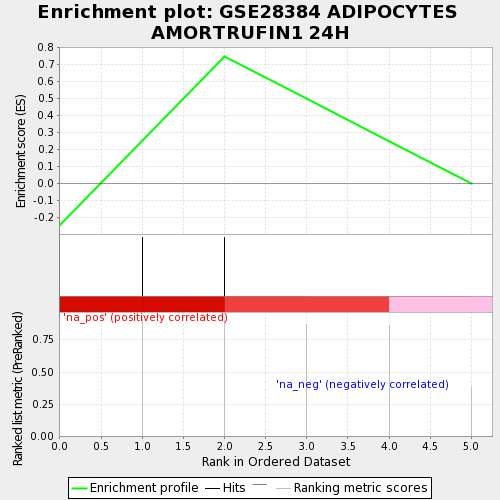 Enrichment plot: GSE28384 ADIPOCYTES
AMORTRUFIN1 24H
Enrichment score (ES)
0.8
0.7
0.6
0.5
0.4
0.3
0.2
0.1
0.0
-0.1
-0.2
'na_pos' (positively correlated)
Ranked list metric (PreRanked)
0.75
0.50
0.25
0.00
'na_neg' (negatively correlated)
0.0 0.5 1.0 1.5 2.0 2.5 3.0 3.5 4.0 4.5 5.0
Rank in Ordered Dataset
Enrichment profile Hits Ranking metric scores